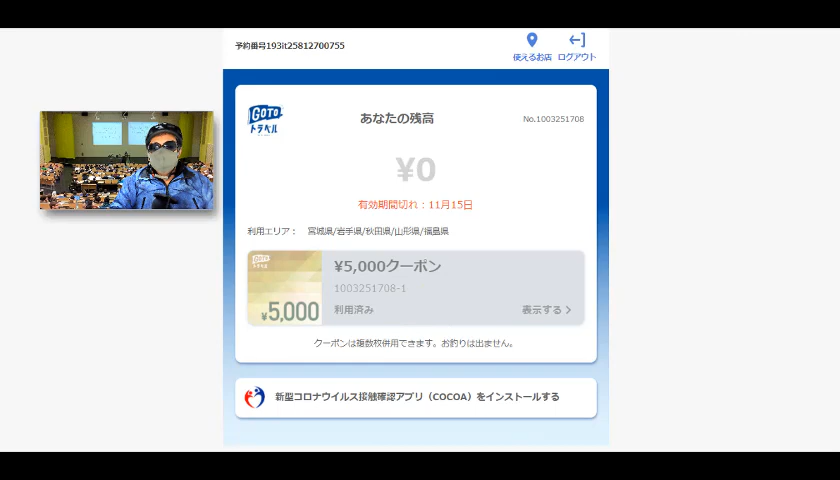 予約番号193it25812700755
使えるお店 ログアウト
GOTO
トラベル
あなたの残高
No.1003251708
¥0
有効期間切れ：11月15日
利用エリア： 宮城県/岩手県/秋田県/山形県/福島県
GOTO
トラベル
¥5,000
¥5,000クーポン
1003251708-1
利用済み
表示する
クーポンは複数枚併用できます。お釣りは出ません。
新型コロナウイルス接触確認アプリ（COCOA）をインストールする